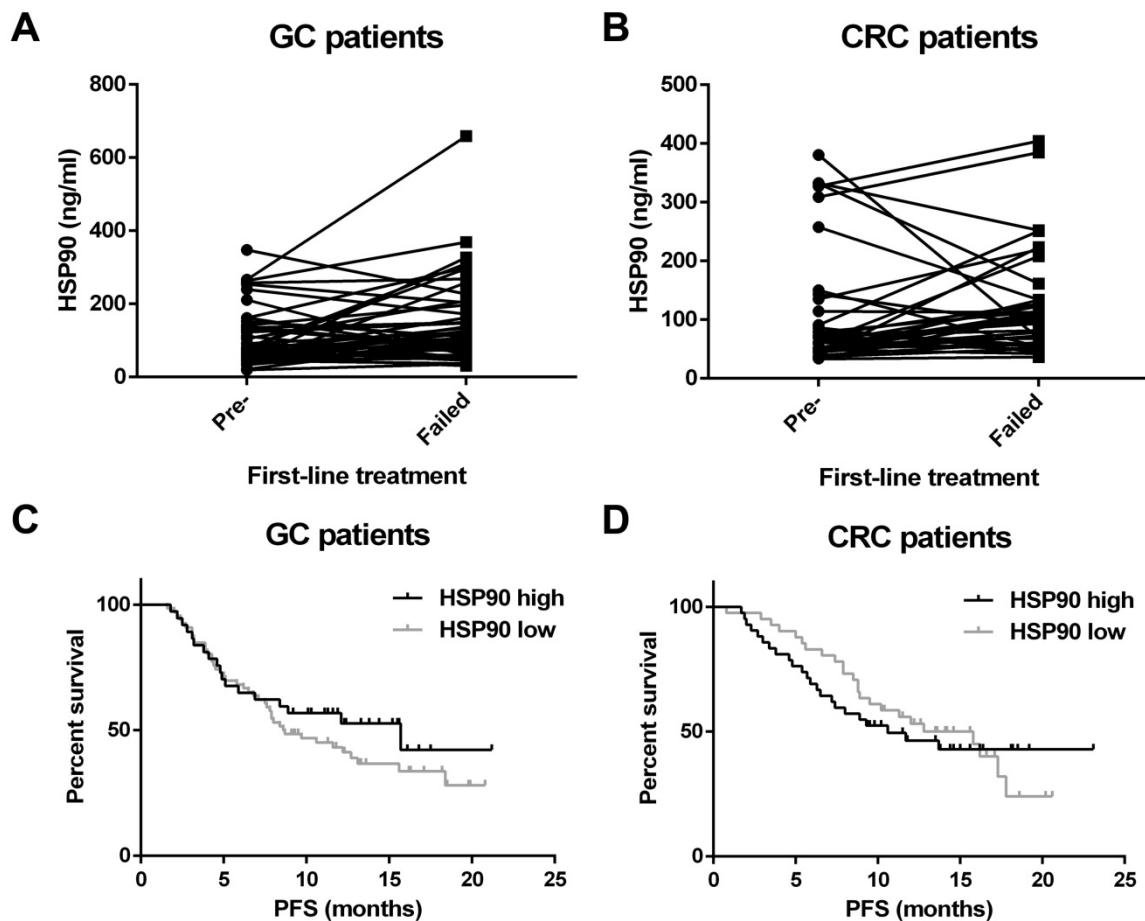 A
GC patients
HSP90 (ng/ml)
800
600
400
200
0
Pre-
Failed
First-line treatment
B
CRC patients
HSP90 (ng/ml)
500
400
300
200
100
0
Pre-
Failed
First-line treatment
C
GC patients
Percent survival
100
50
0
HSP90 high
HSP90 low
0 5 10 15 20 25
PFS (months)
D
CRC patients
Percent survival
100
50
0
HSP90 high
HSP90 low
0 5 10 15 20 25
PFS (months)